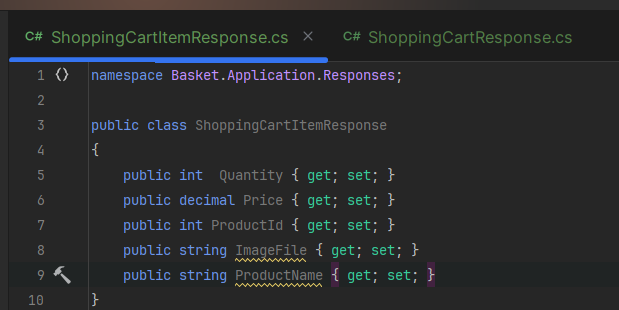 C# ShoppingCartItemResponse.cs × C# ShoppingCartResponse.cs
1 {} namespace Basket.Application.Responses;
2
3 public class ShoppingCartItemResponse
4 {
5 public int  Quantity { get; set; }
6 public decimal Price { get; set; }
7 public int ProductId { get; set; }
8 public string ImageFile { get; set; }
9 public string ProductName { get; set; }
10 }